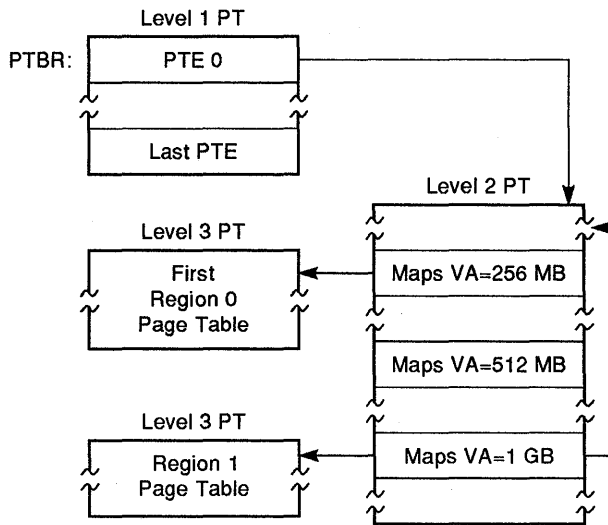 Level 1 PT
PTBR:
PTE 0
Last PTE
Level 2 PT
Level 3 PT
First
Region 0
Page Table
Maps VA=256 MB
Maps VA=512 MB
Level 3 PT
Region 1
Page Table
Maps VA=1 GB